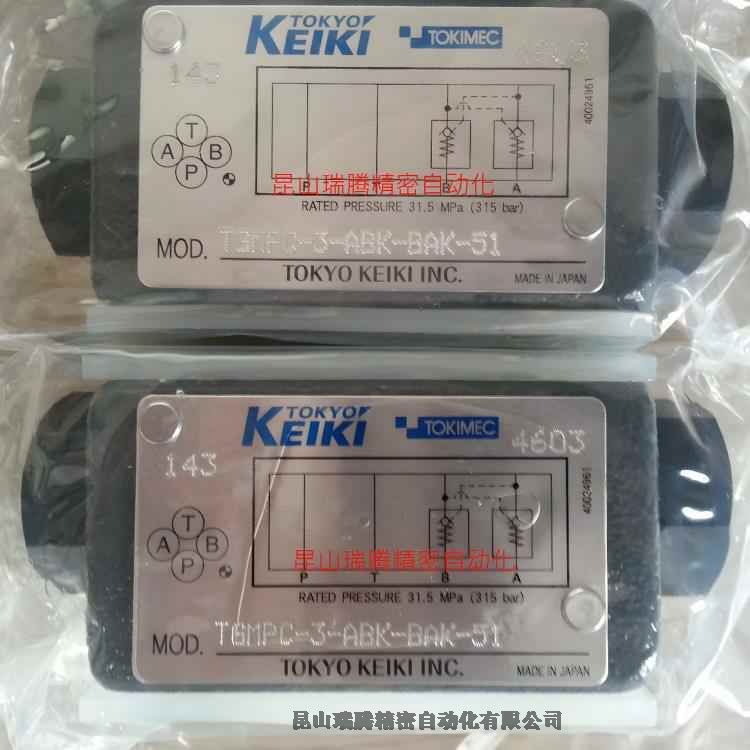 TOKYO
KEIKI TOKIMEC
143
T
A B
P
40024961
昆山瑞腾精密自动化
P B A
RATED PRESSURE 31.5 MPa (315 bar)
MOD. TGMPC-3-ABK-BAK-51
TOKYO KEIKI INC. MADE IN JAPAN
TOKYO
KEIKI TOKIMEC 4603
143
T
A B
P
40024961
昆山瑞腾精密自动化
P T B A
RATED PRESSURE 31.5 MPa (315 bar)
MOD. TGMPC-3-ABK-BAK-51
TOKYO KEIKI INC. MADE IN JAPAN
昆山瑞腾精密自动化有限公司